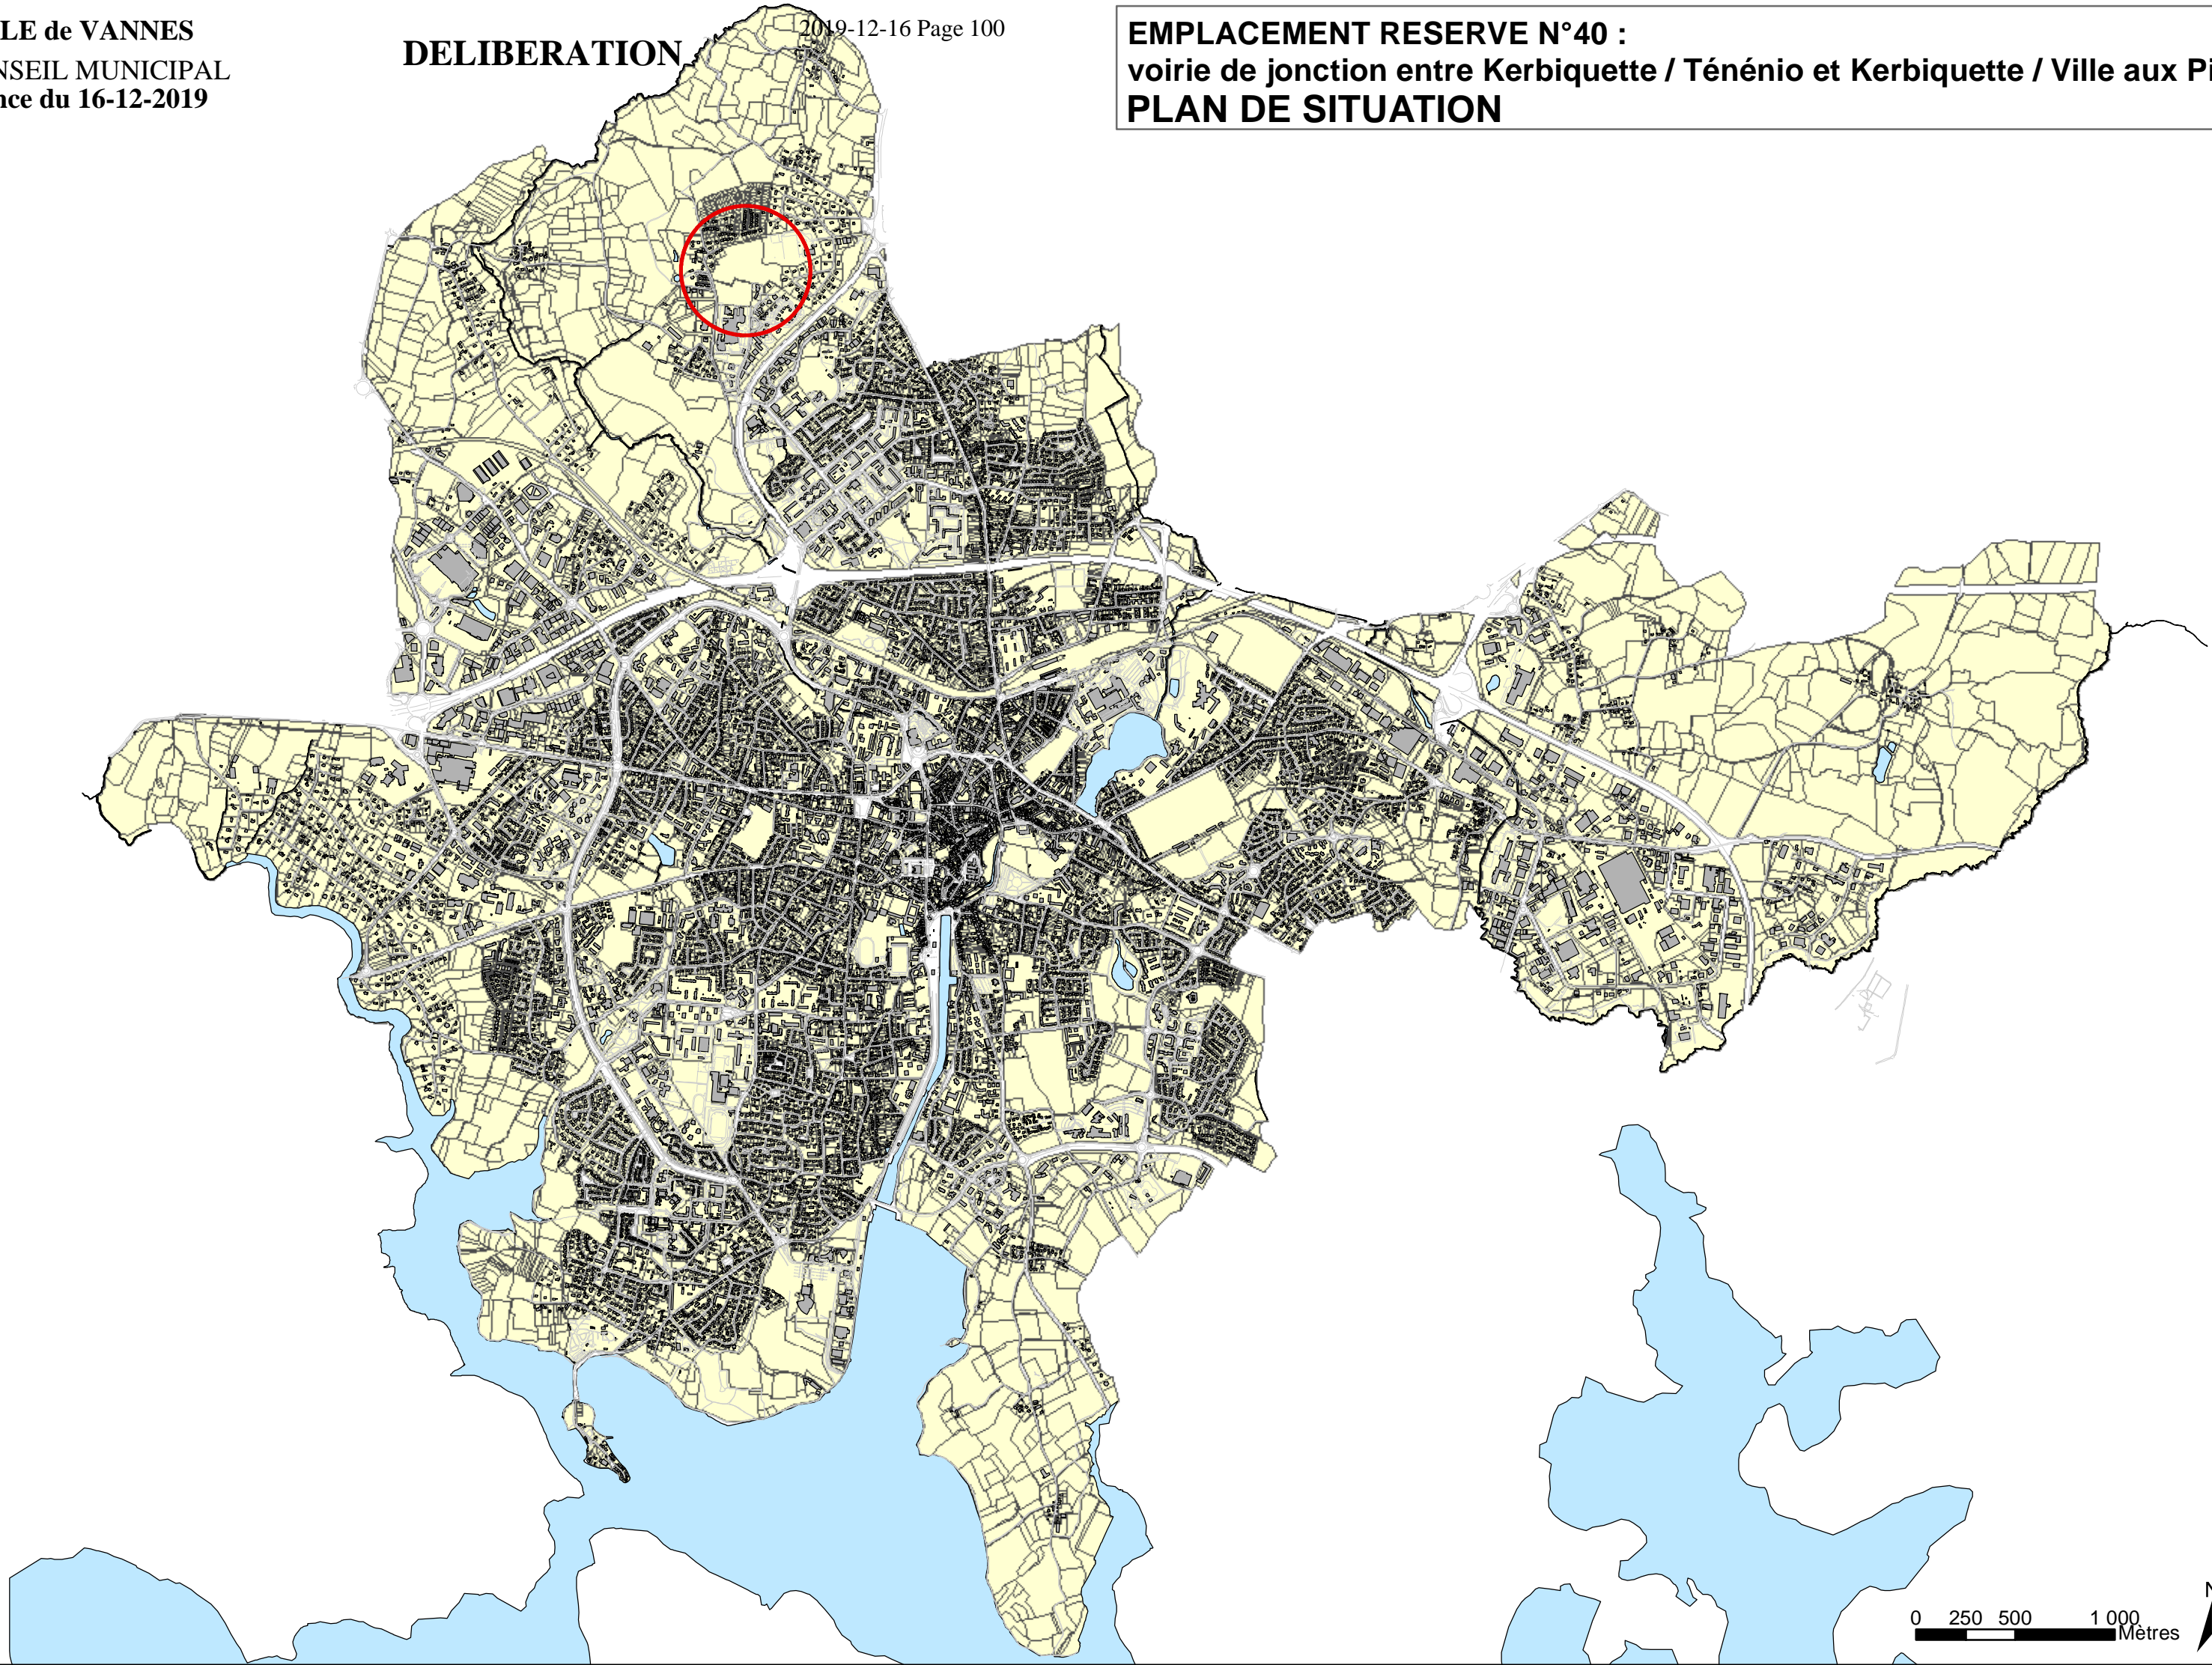 LE de VANNES
NSEIL MUNICIPAL
nce du 16-12-2019
DELIBERATION
2019-12-16 Page 100
EMPLACEMENT RESERVE N°40 :
voirie de jonction entre Kerbiquette / Ténénio et Kerbiquette / Ville aux Pi
PLAN DE SITUATION
N
0 250 500 1 000
Mètres